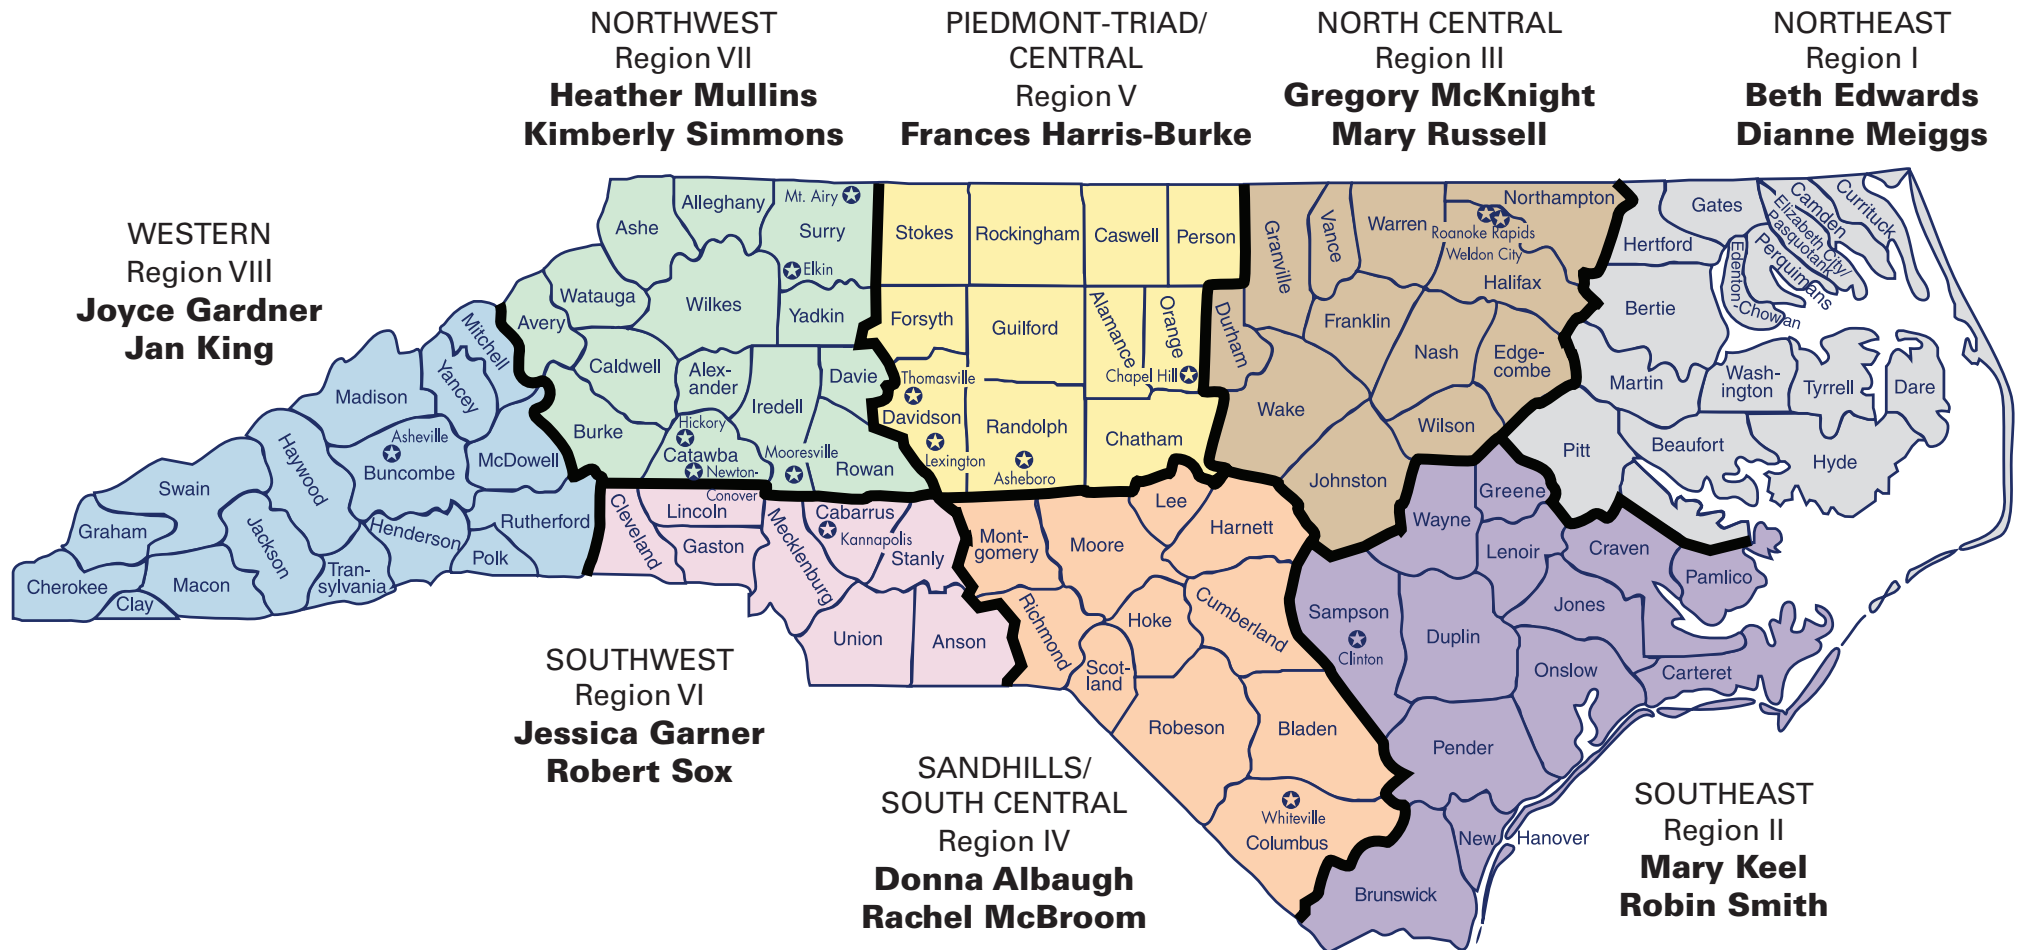 NORTHWEST
Region VII
Heather Mullins
Kimberly Simmons
PIEDMONT-TRIAD/
CENTRAL
Region V
Frances Harris-Burke
NORTH CENTRAL
Region III
Gregory McKnight
Mary Russell
NORTHEAST
Region I
Beth Edwards
Dianne Meiggs
WESTERN
Region VIII
Joyce Gardner
Jan King
Mitchell
Yancey
Madison
Haywood
Asheville
Buncombe
McDowell
Swain
Graham
Jackson
Henderson
Rutherford
Polk
Tran-
sylvania
Macon
Cherokee
Clay
Ashe
Alleghany
Mt. Airy
Surry
Elkin
Watauga
Wilkes
Yadkin
Avery
Caldwell
Alex-
ander
Davie
Iredell
Burke
Hickory
Catawba
Newton-
Conover
Mooresville
Rowan
Stokes
Rockingham
Caswell
Person
Forsyth
Guilford
Alamance
Orange
Chapel Hill
Thomasville
Davidson
Lexington
Randolph
Asheboro
Chatham
Granville
Vance
Warren
Northampton
Roanoke Rapids
Weldon City
Halifax
Durham
Franklin
Nash
Edge-
combe
Wake
Wilson
Johnston
Gates
Camden
Currituck
Elizabeth City/
Pasquotank
Perquimans
Hertford
Edenton-
Chowan
Bertie
Martin
Wash-
ington
Tyrrell
Dare
Pitt
Beaufort
Hyde
Cleveland
Lincoln
Gaston
Mecklenburg
Cabarrus
Kannapolis
Stanly
Union
Anson
Mont-
gomery
Moore
Lee
Harnett
Richmond
Hoke
Cumberland
Scot-
land
Robeson
Bladen
Whiteville
Columbus
Wayne
Greene
Lenoir
Craven
Pamlico
Sampson
Clinton
Duplin
Jones
Onslow
Carteret
Pender
New Hanover
Brunswick
SOUTHWEST
Region VI
Jessica Garner
Robert Sox
SANDHILLS/
SOUTH CENTRAL
Region IV
Donna Albaugh
Rachel McBroom
SOUTHEAST
Region II
Mary Keel
Robin Smith